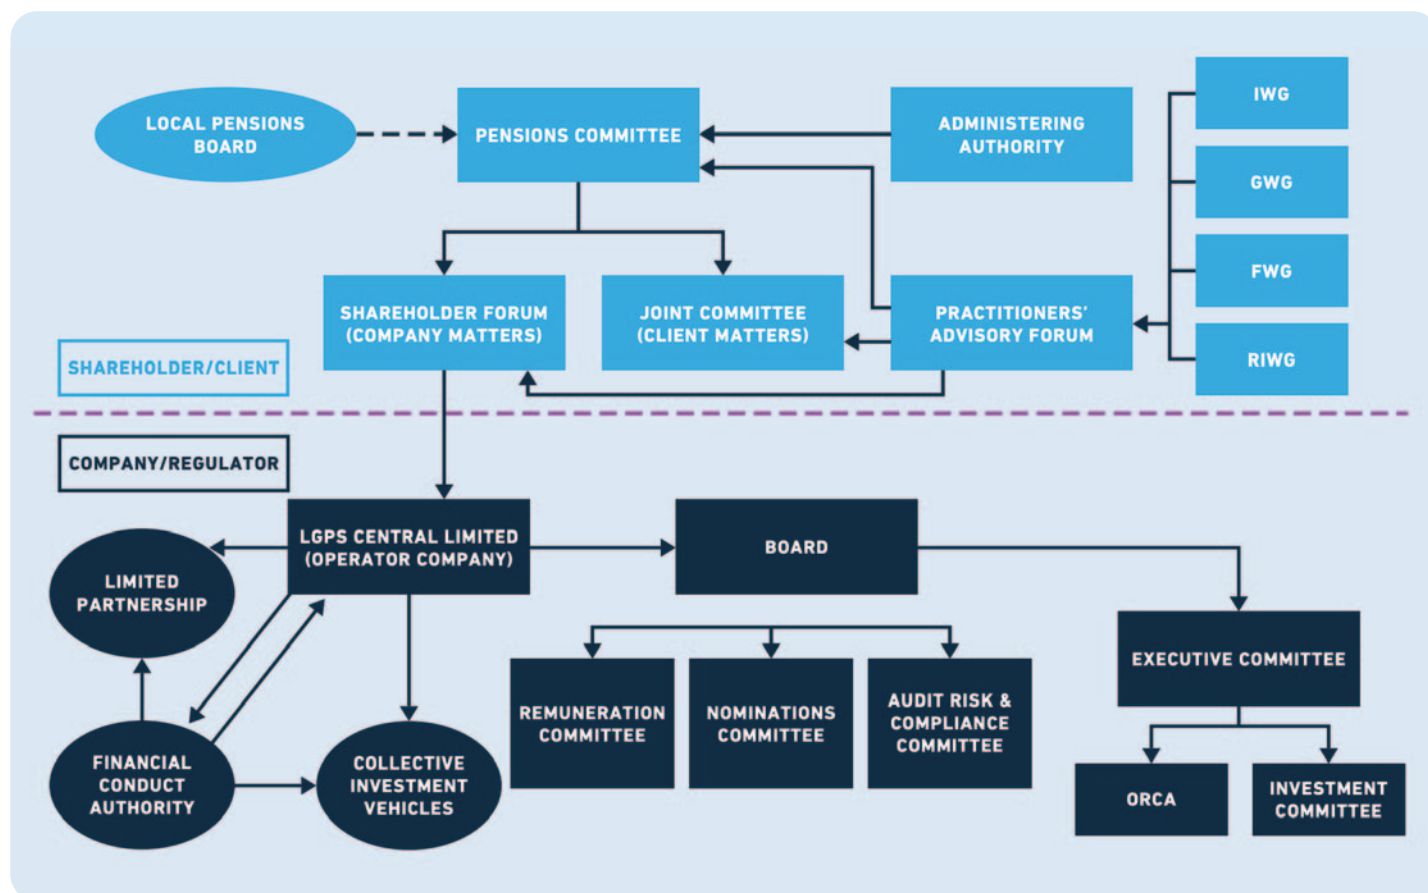 LOCAL PENSIONS
BOARD
PENSIONS COMMITTEE
ADMINISTERING
AUTHORITY
IWG
GWG
FWG
RIWG
SHAREHOLDER FORUM
(COMPANY MATTERS)
JOINT COMMITTEE
(CLIENT MATTERS)
PRACTITIONERS'
ADVISORY FORUM
SHAREHOLDER/CLIENT
COMPANY/REGULATOR
LGPS CENTRAL LIMITED
(OPERATOR COMPANY)
BOARD
LIMITED
PARTNERSHIP
EXECUTIVE COMMITTEE
REMUNERATION
COMMITTEE
NOMINATIONS
COMMITTEE
AUDIT RISK &
COMPLIANCE
COMMITTEE
FINANCIAL
CONDUCT
AUTHORITY
COLLECTIVE
INVESTMENT
VEHICLES
ORCA
INVESTMENT
COMMITTEE